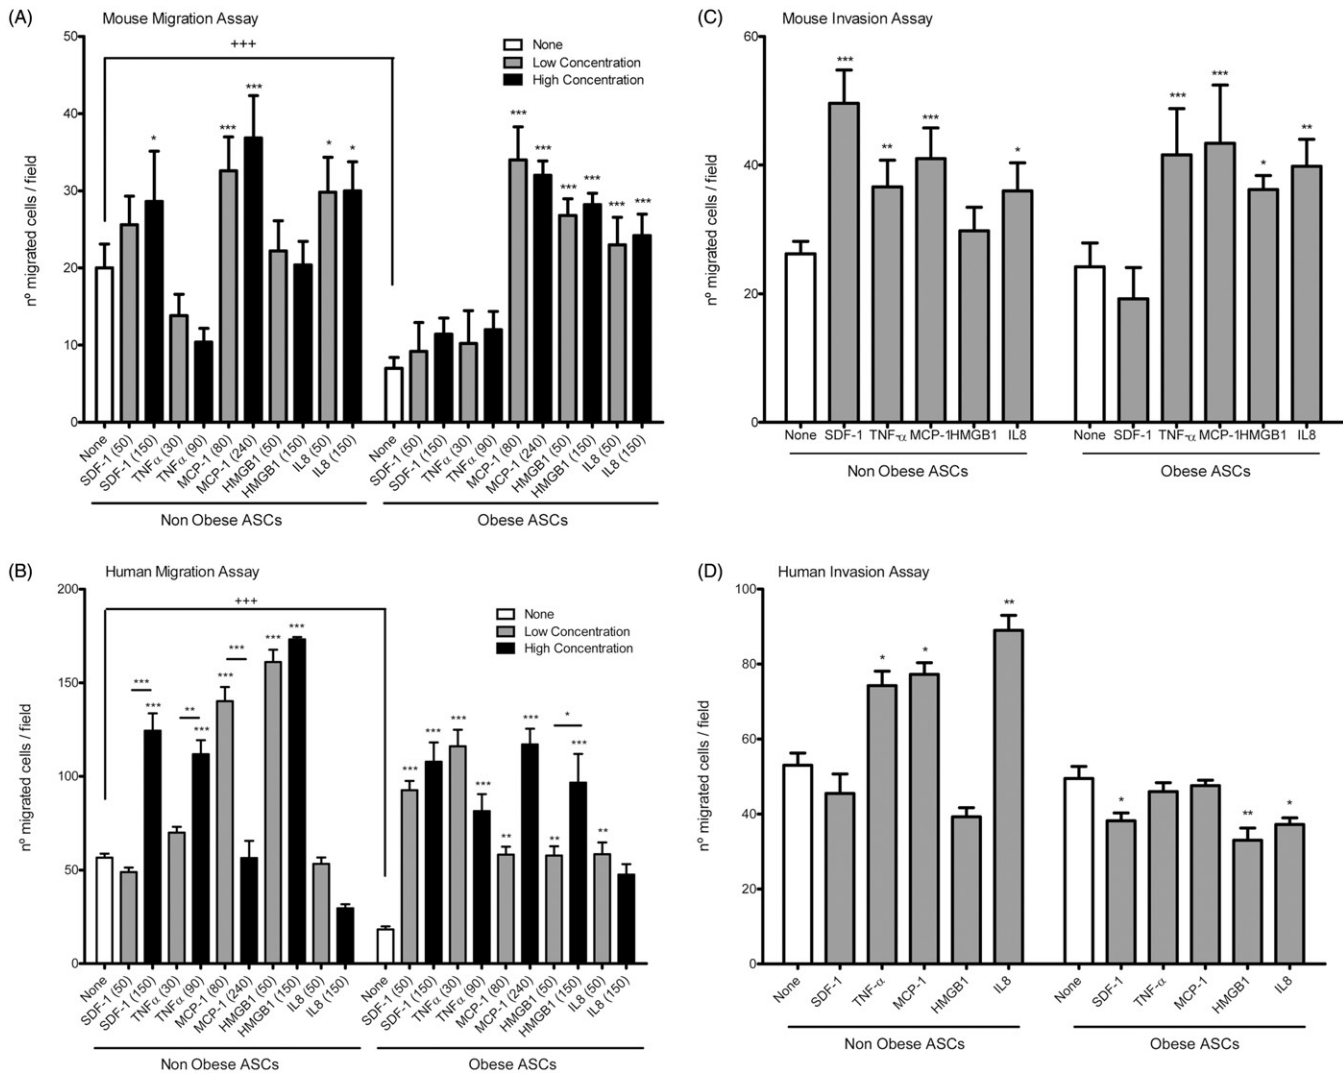 (A) Mouse Migration Assay
50
40
30
20
10
0
nº migrated cells / field
+++
None
Low Concentration
High Concentration
* *** *** * *
*** *** *** *** *** ***
None SDF-1 (50) SDF-1 (150) TNFα (30) TNFα (90) MCP-1 (80) MCP-1 (240) HMGB1 (50) HMGB1 (150) IL8 (50) IL8 (150)
None SDF-1 (50) SDF-1 (150) TNFα (30) TNFα (90) MCP-1 (80) MCP-1 (240) HMGB1 (50) HMGB1 (150) IL8 (50) IL8 (150)
Non Obese ASCs
Obese ASCs
(C) Mouse Invasion Assay
60
40
20
0
nº migrated cells / field
*** ** *** *
*** *** * **
None SDF-1 TNF-α MCP-1 HMGB1 IL8
None SDF-1 TNF-α MCP-1 HMGB1 IL8
Non Obese ASCs
Obese ASCs
(B) Human Migration Assay
200
150
100
50
0
nº migrated cells / field
+++
None
Low Concentration
High Concentration
*** *** ** *** *** *** *** ***
*** *** *** *** ** *** ** * *** **
None SDF-1 (50) SDF-1 (150) TNFα (30) TNFα (90) MCP-1 (80) MCP-1 (240) HMGB1 (50) HMGB1 (150) IL8 (50) IL8 (150)
None SDF-1 (50) SDF-1 (150) TNFα (30) TNFα (90) MCP-1 (80) MCP-1 (240) HMGB1 (50) HMGB1 (150) IL8 (50) IL8 (150)
Non Obese ASCs
Obese ASCs
(D) Human Invasion Assay
100
80
60
40
20
0
nº migrated cells / field
* * **
* ** *
None SDF-1 TNF-α MCP-1 HMGB1 IL8
None SDF-1 TNF-α MCP-1 HMGB1 IL8
Non Obese ASCs
Obese ASCs